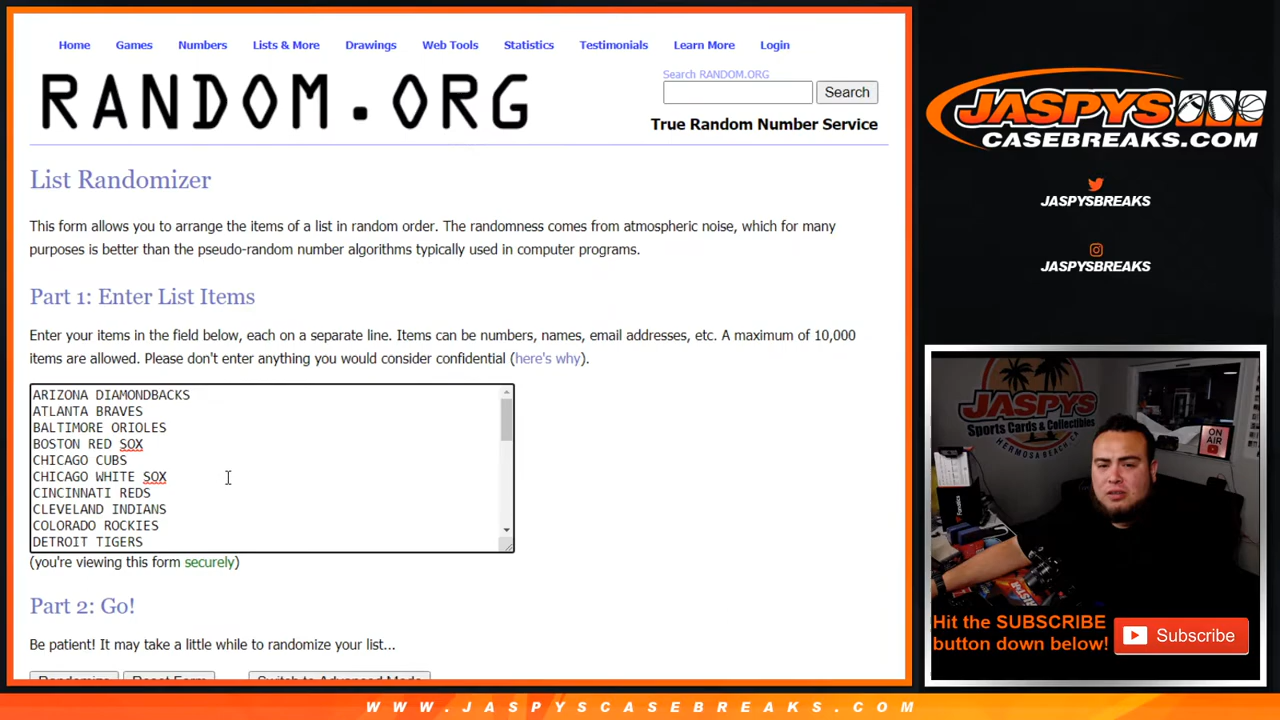 Home Games Numbers Lists & More Drawings Web Tools Statistics Testimonials Learn More Login
RANDOM.ORG
Search RANDOM.ORG
Search
True Random Number Service
List Randomizer
This form allows you to arrange the items of a list in random order. The randomness comes from atmospheric noise, which for many
purposes is better than the pseudo-random number algorithms typically used in computer programs.
Part 1: Enter List Items
Enter your items in the field below, each on a separate line. Items can be numbers, names, email addresses, etc. A maximum of 10,000
items are allowed. Please don't enter anything you would consider confidential (here's why).
ARIZONA DIAMONDBACKS
ATLANTA BRAVES
BALTIMORE ORIOLES
BOSTON RED SOX
CHICAGO CUBS
CHICAGO WHITE SOX
CINCINNATI REDS
CLEVELAND INDIANS
COLORADO ROCKIES
DETROIT TIGERS
(you're viewing this form securely)
Part 2: Go!
Be patient! It may take a little while to randomize your list...
Randomize Reset Form Switch to Advanced Mode
JASPYS
CASEBREAKS.COM
JASPYSBREAKS
JASPYSBREAKS
JASPYS
Sports Cards & Collectibles
HERMOSA BEACH, CA
ON
AIR
Fanatics
Hit the SUBSCRIBE
button down below!
Subscribe
WWW.JASPYSCASEBREAKS.COM